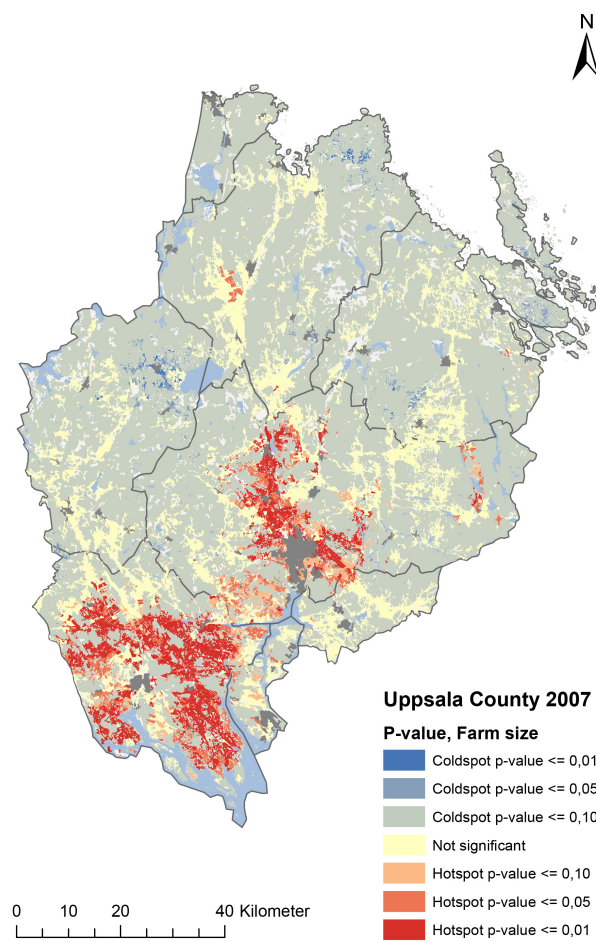 N
Uppsala County 2007
P-value, Farm size
Coldspot p-value <= 0,01
Coldspot p-value <= 0,05
Coldspot p-value <= 0,10
Not significant
Hotspot p-value <= 0,10
Hotspot p-value <= 0,05
Hotspot p-value <= 0,01
0 10 20 40 Kilometer